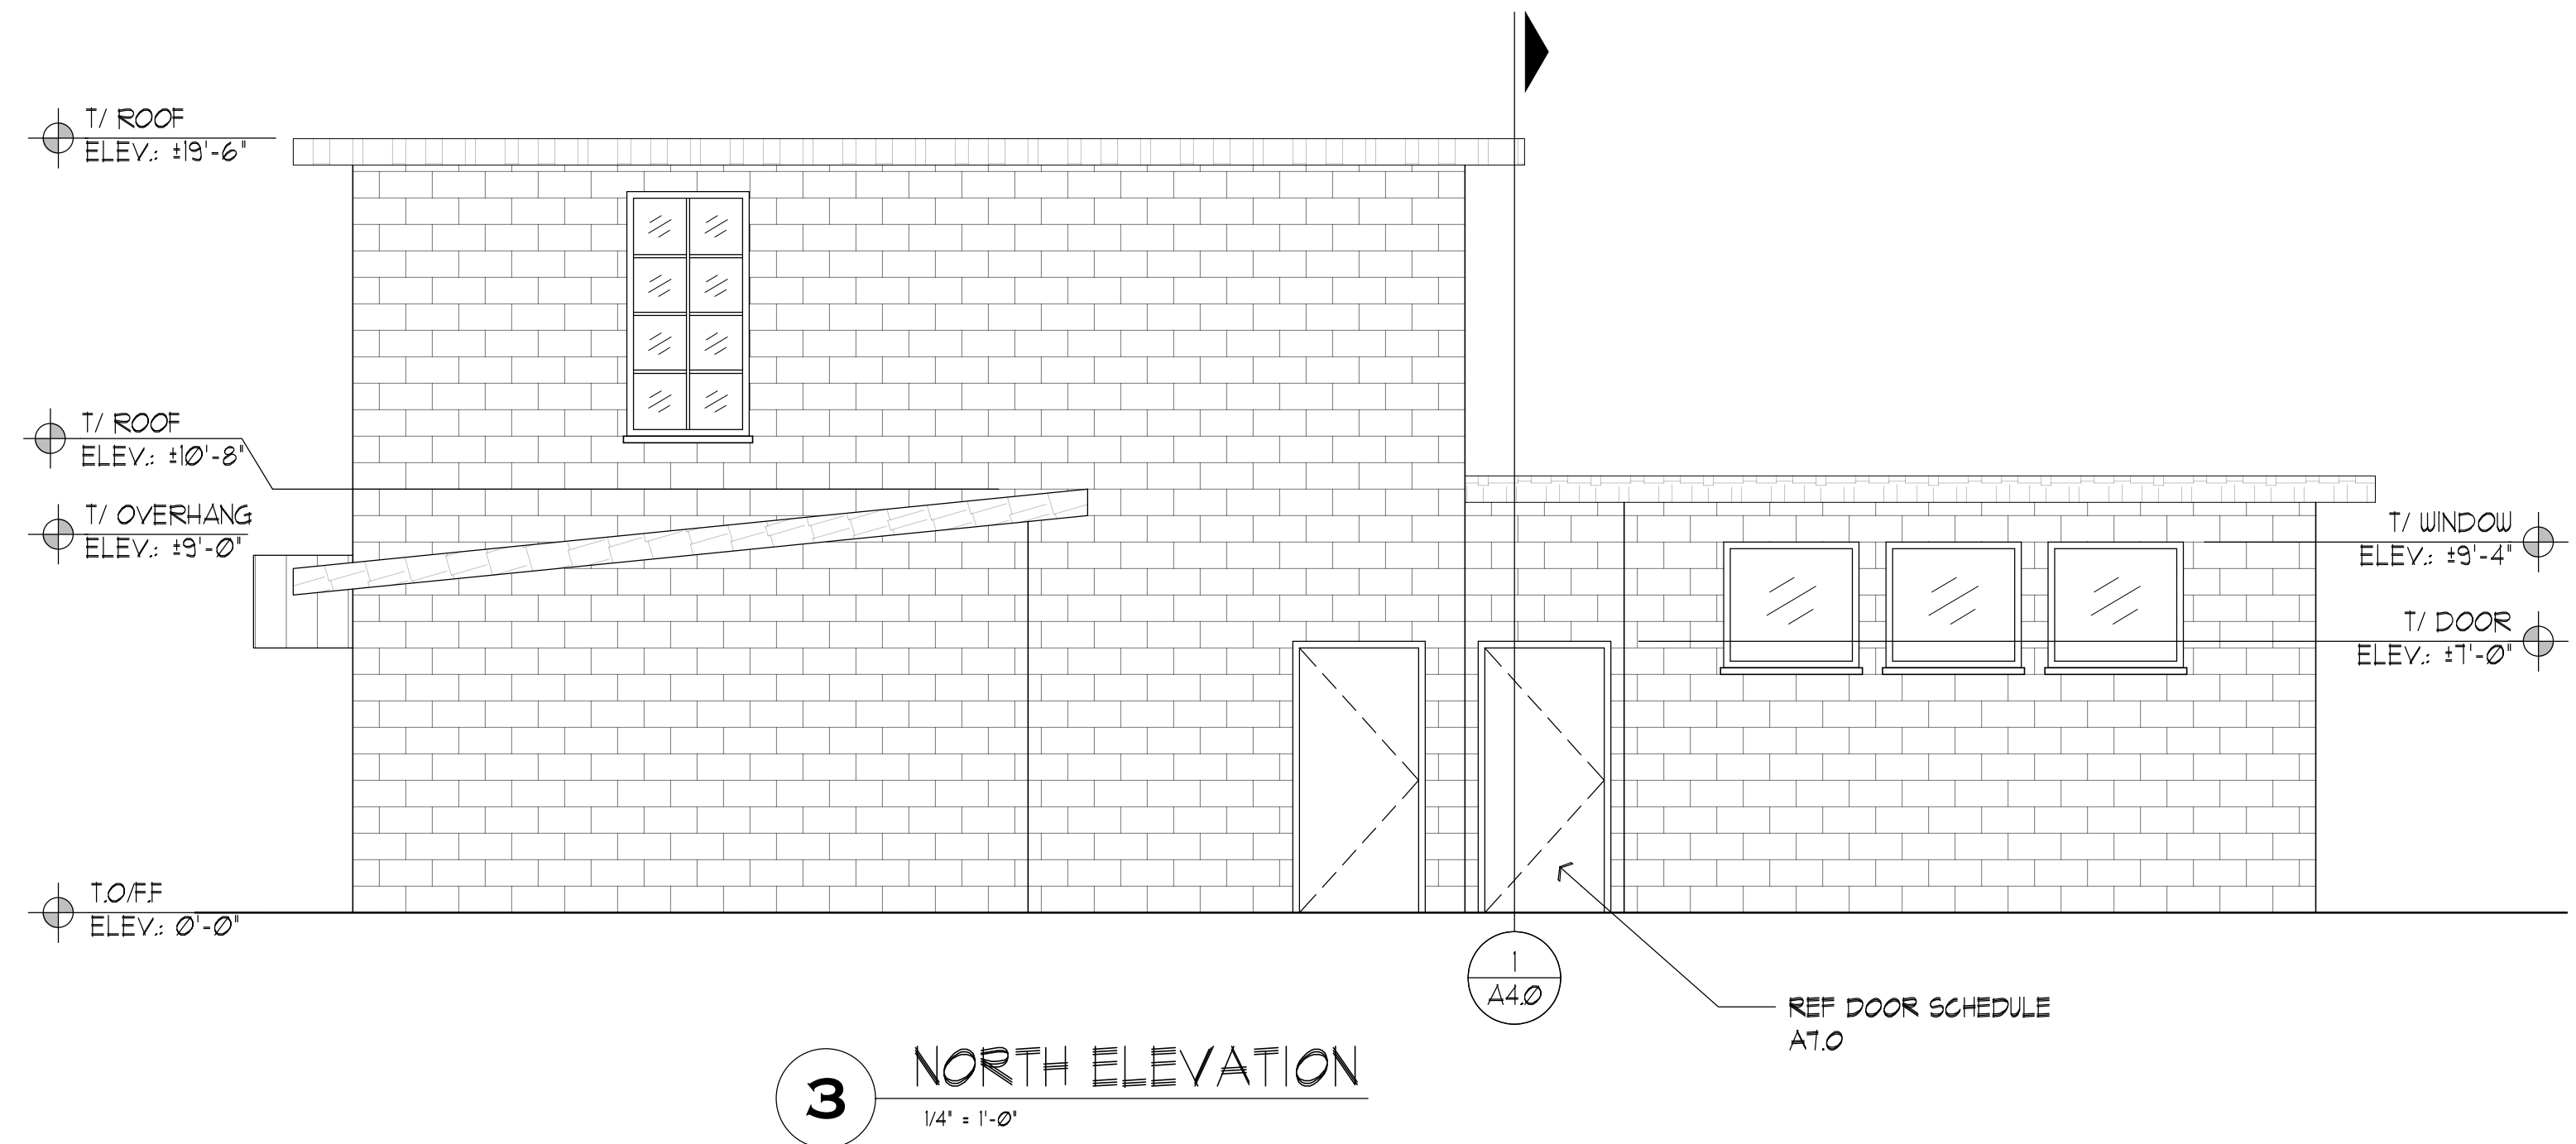 T/ ROOF
ELEV.: ±19'-6"
T/ ROOF
ELEV.: ±10'-8"
T/ OVERHANG
ELEV.: ±9'-0"
T/ WINDOW
ELEV.: ±9'-4"
T/ DOOR
ELEV.: ±7'-0"
T.O/F.F
ELEV.: 0'-0"
1
A4.0
REF DOOR SCHEDULE
A7.0
3
NORTH ELEVATION
1/4" = 1'-0"